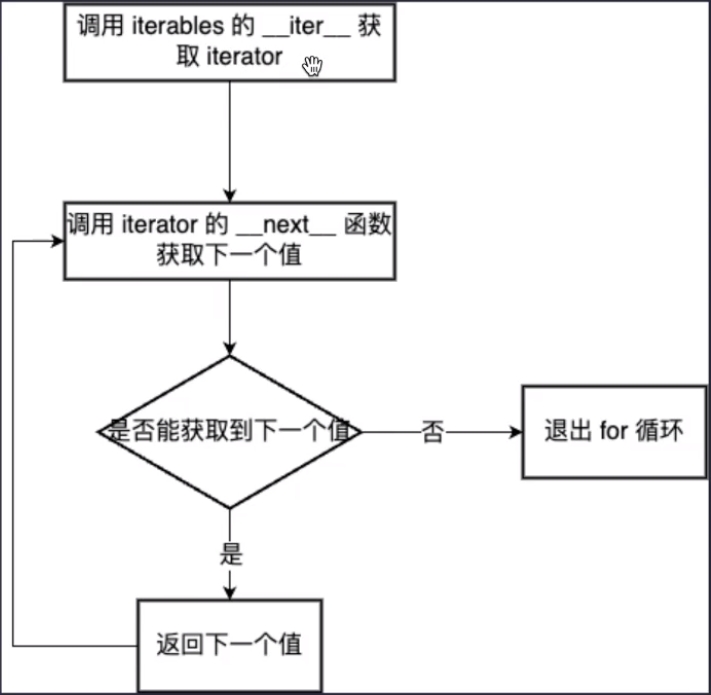 调用 iterables 的 __iter__ 获
取 iterator
调用 iterator 的 __next__ 函数
获取下一个值
是否能获取到下一个值
否
退出 for 循环
是
返回下一个值